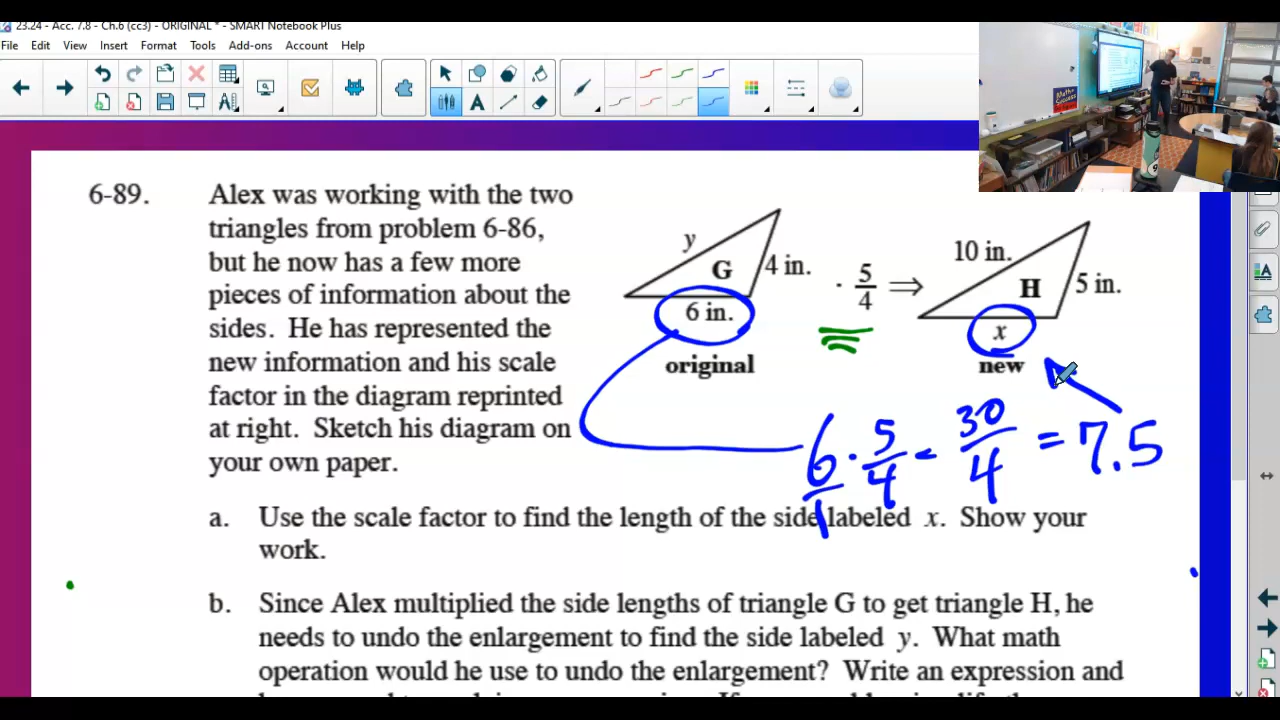 23.24 - Acc. 7.8 - Ch.6 (cc3) - ORIGINAL * - SMART Notebook Plus
File Edit View Insert Format Tools Add-ons Account Help
Math = Success
6-89. Alex was working with the two
triangles from problem 6-86,
but he now has a few more
pieces of information about the
sides. He has represented the
new information and his scale
factor in the diagram reprinted
at right. Sketch his diagram on
your own paper.
y
G
4 in.
6 in.
original
· 5/4 ⇒
10 in.
H
5 in.
x
new
6/1 · 5/4 = 30/4 = 7.5
a. Use the scale factor to find the length of the side labeled x. Show your
work.
b. Since Alex multiplied the side lengths of triangle G to get triangle H, he
needs to undo the enlargement to find the side labeled y. What math
operation would he use to undo the enlargement? Write an expression and